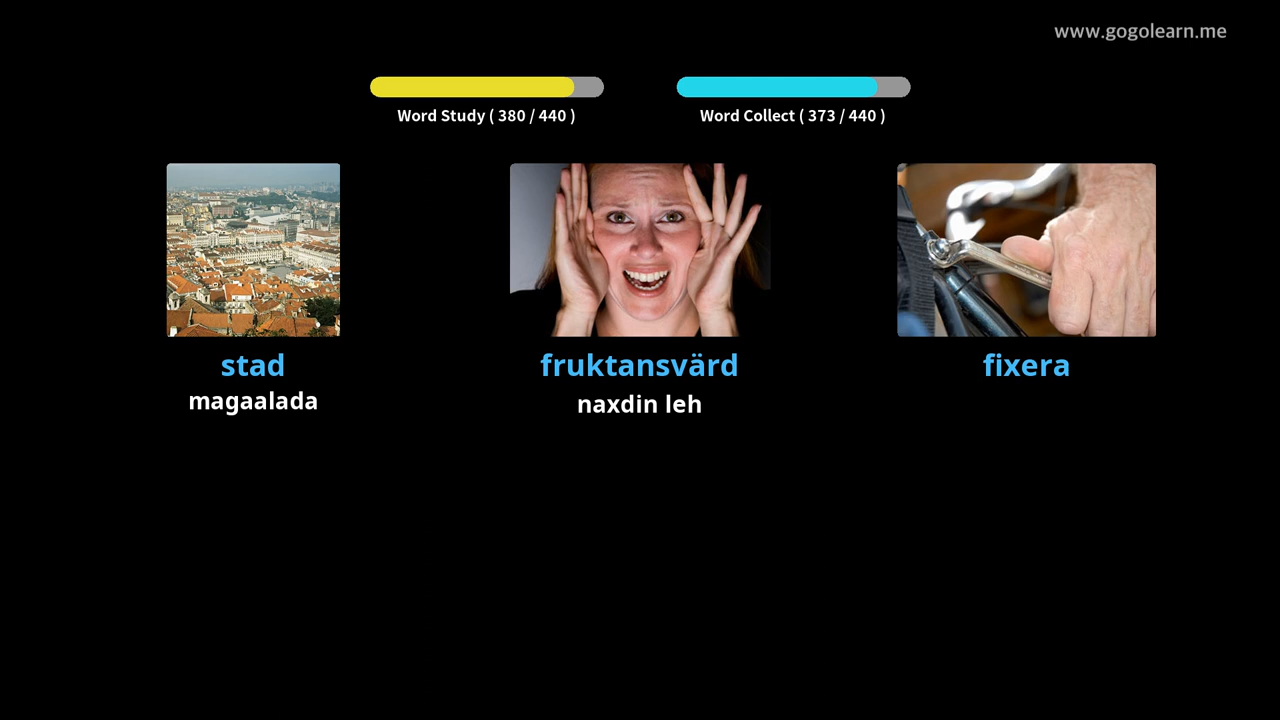 www.gogolearn.me
Word Study ( 380 / 440 )
Word Collect ( 373 / 440 )
stad
magaalada
fruktansvärd
naxdin leh
fixera